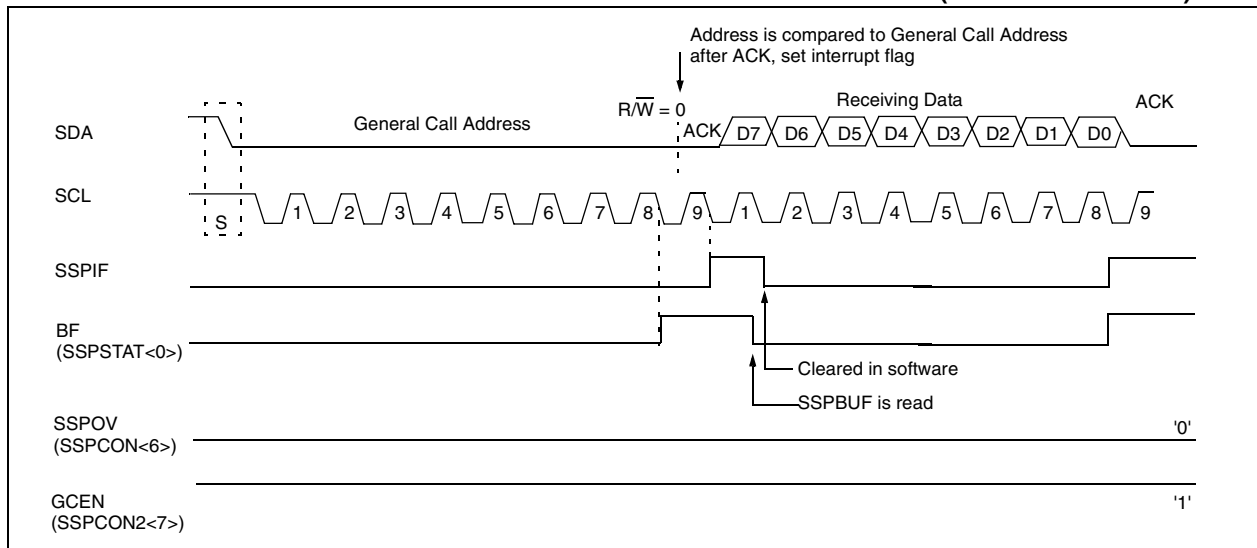 Address is compared to General Call Address
after ACK, set interrupt flag
R/W = 0
Receiving Data
ACK
SDA
General Call Address
ACK
D7 D6 D5 D4 D3 D2 D1 D0
SCL
S
1 2 3 4 5 6 7 8 9 1 2 3 4 5 6 7 8 9
SSPIF
BF
(SSPSTAT<0>)
Cleared in software
SSPBUF is read
SSPOV
(SSPCON<6>)
'0'
GCEN
(SSPCON2<7>)
'1'